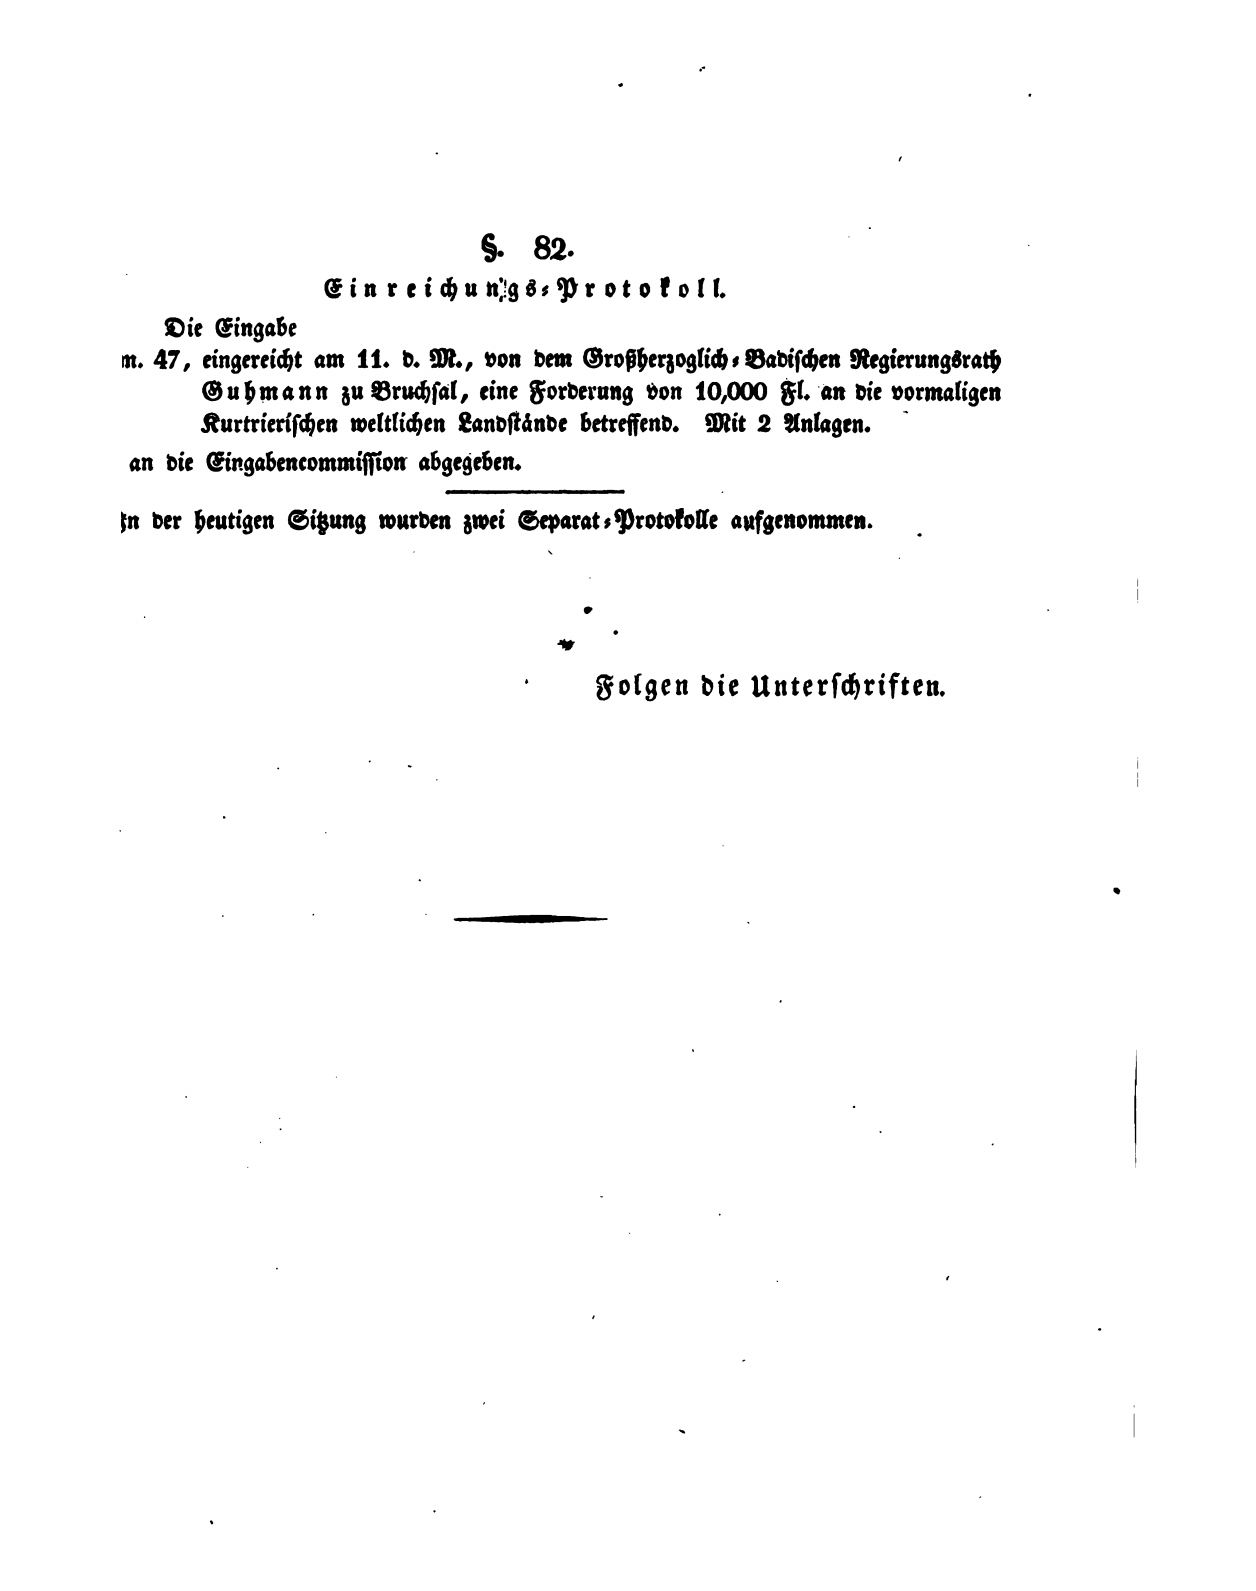 §. 82.
Einreichungs-Protokoll.
Die Eingabe
m. 47, eingereicht am 11. d. M., von dem Großherzoglich-Badischen Regierungsrath
Guhmann zu Bruchsal, eine Forderung von 10,000 Fl. an die vormaligen
Kurtrierischen weltlichen Landstände betreffend. Mit 2 Anlagen.
an die Eingabencommission abgegeben.
In der heutigen Sitzung wurden zwei Separat-Protokolle aufgenommen.
Folgen die Unterschriften.